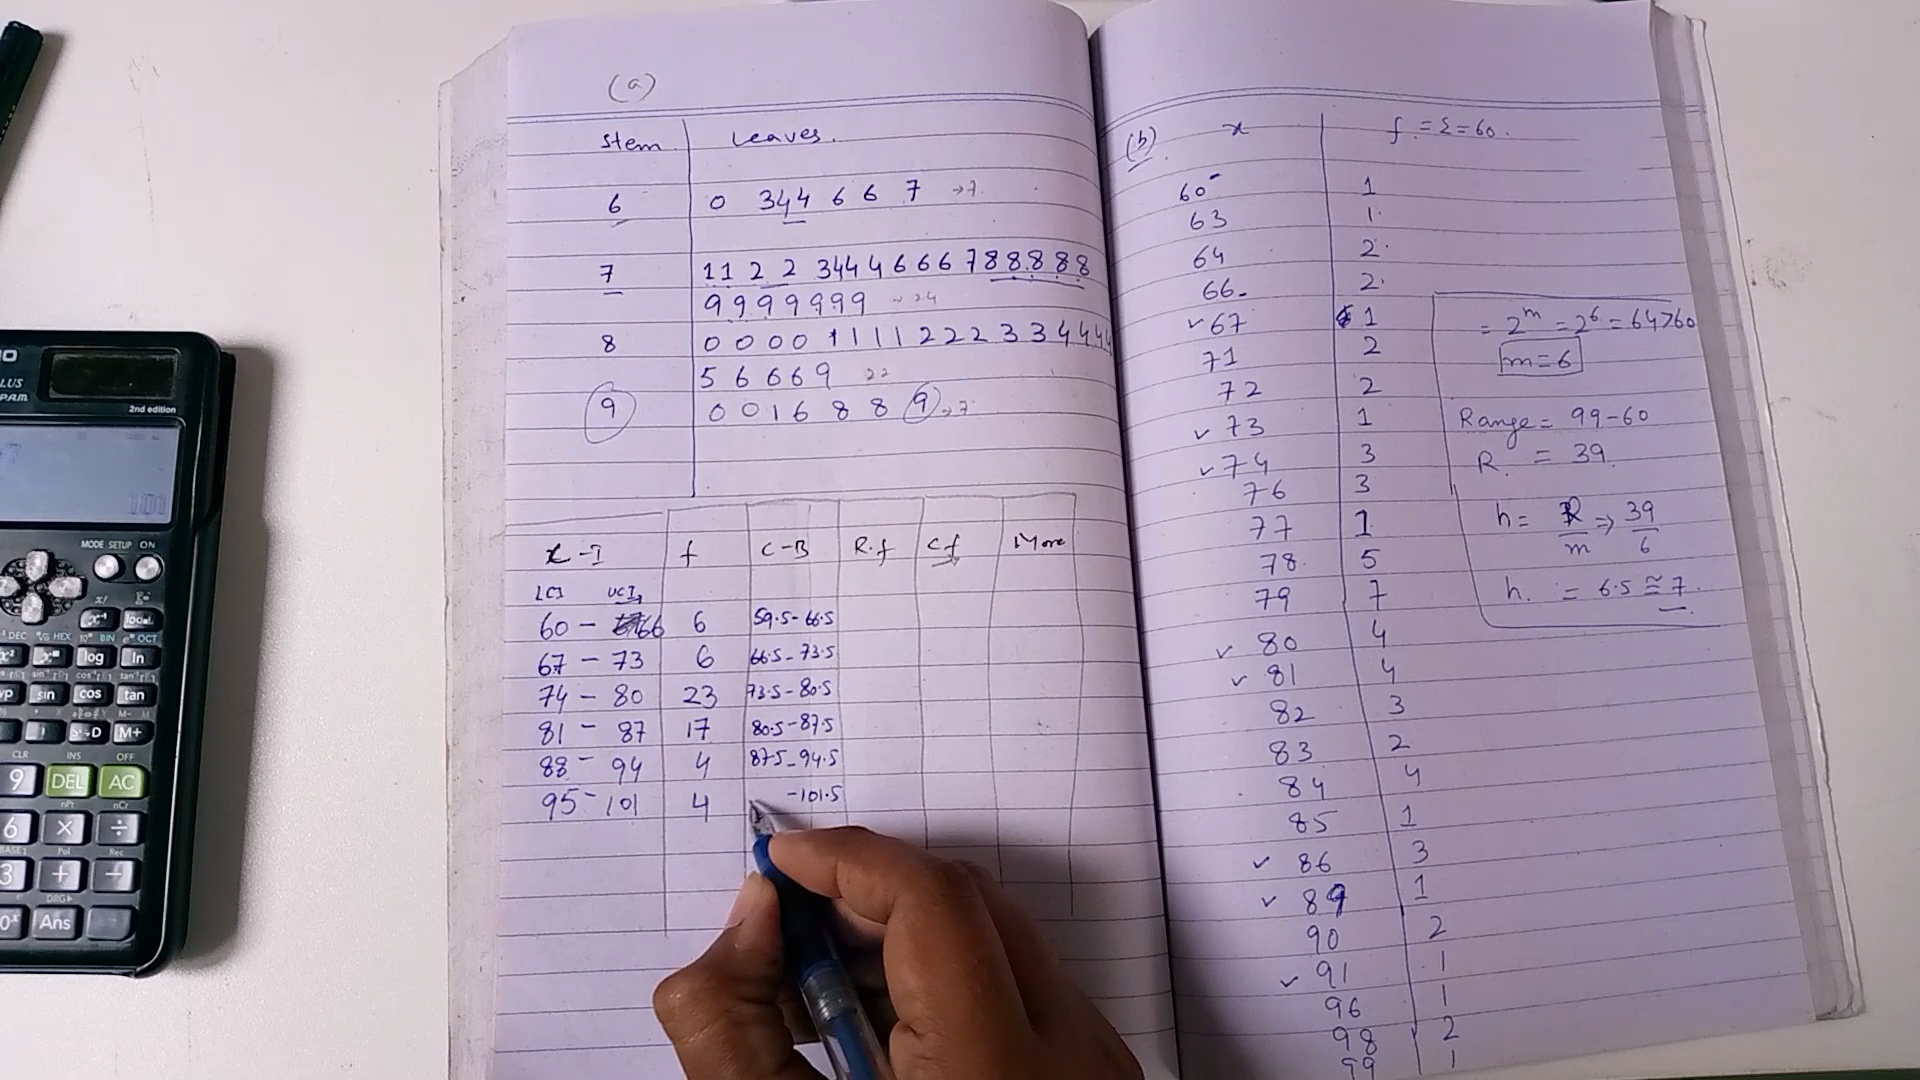 (a)
Stem Leaves.
6 0 3 4 4 6 6 7 →7
7 1 1 2 2 3 4 4 4 6 6 6 7 8 8 8 8 8
9 9 9 9 9 9 9 24
8 0 0 0 0 1 1 1 1 2 2 2 3 3 4 4 4 4
5 6 6 6 9 22
9 0 0 1 6 8 8 9 →7
x-I f C-B R.f Cf More
LCI UCI
60 - 66 6 59.5-66.5
67 - 73 6 66.5-73.5
74 - 80 23 73.5-80.5
81 - 87 17 80.5-87.5
88 - 94 4 87.5-94.5
95 - 101 4 -101.5
(b) x f = Σ = 60.
60 1
63 1
64 2
66 2
✓ 67 1
71 2
72 2
✓ 73 1
✓ 74 3
76 3
77 1
78 5
79 7
✓ 80 4
✓ 81 4
82 3
83 2
84 4
85 1
✓ 86 3
✓ 89 1
90 2
✓ 91 1
96 1
98 2
99 1
= 2^m = 2^6 = 64>60
m=6
Range = 99-60
R. = 39.
h = R/m ⇒ 39/6
h. = 6.5 ≅ 7.
2nd edition
101
MODE SETUP ON
log ln
sin cos tan
S⇔D M+
CLR INS OFF
9 DEL AC
6 × ÷
3 + −
Ans